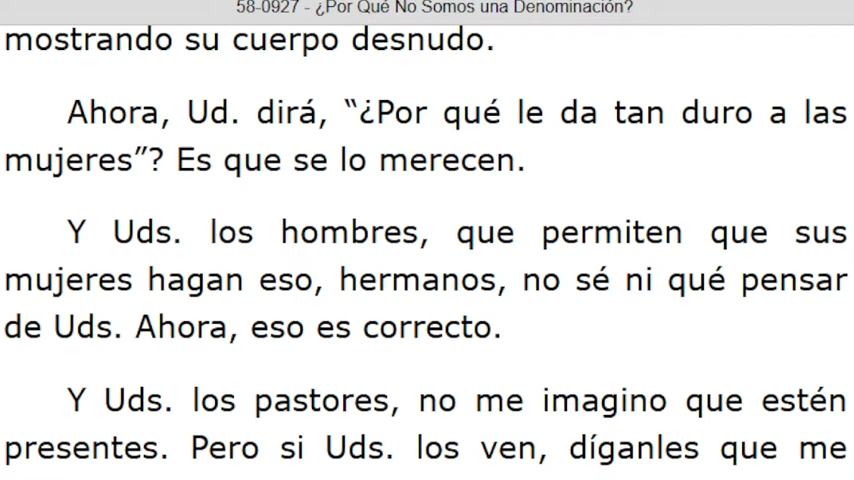 58-0927 - ¿Por Qué No Somos una Denominación?
mostrando su cuerpo desnudo.
Ahora, Ud. dirá, “¿Por qué le da tan duro a las
mujeres”? Es que se lo merecen.
Y Uds. los hombres, que permiten que sus
mujeres hagan eso, hermanos, no sé ni qué pensar
de Uds. Ahora, eso es correcto.
Y Uds. los pastores, no me imagino que estén
presentes. Pero si Uds. los ven, díganles que me